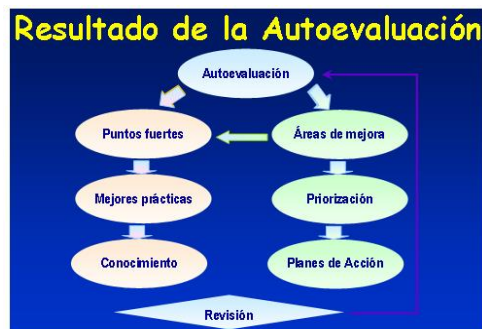 Resultado de la Autoevaluación
Autoevaluación
Puntos fuertes
Áreas de mejora
Mejores prácticas
Priorización
Conocimiento
Planes de Acción
Revisión